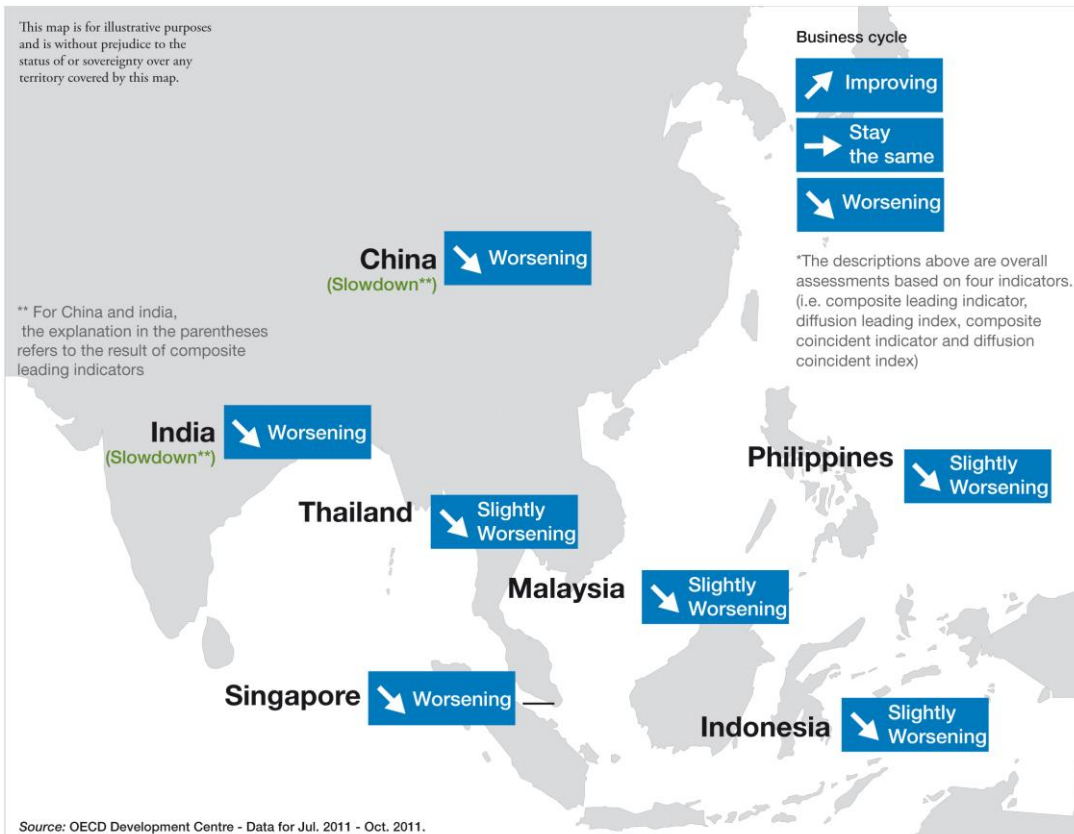 This map is for illustrative purposes
and is without prejudice to the
status of or sovereignty over any
territory covered by this map.
Business cycle
Improving
Stay
the same
Worsening
*The descriptions above are overall
assessments based on four indicators.
(i.e. composite leading indicator,
diffusion leading index, composite
coincident indicator and diffusion
coincident index)
China
(Slowdown**)
Worsening
** For China and india,
the explanation in the parentheses
refers to the result of composite
leading indicators
India
(Slowdown**)
Worsening
Philippines
Slightly
Worsening
Thailand
Slightly
Worsening
Malaysia
Slightly
Worsening
Singapore
Worsening
Indonesia
Slightly
Worsening
Source: OECD Development Centre - Data for Jul. 2011 - Oct. 2011.